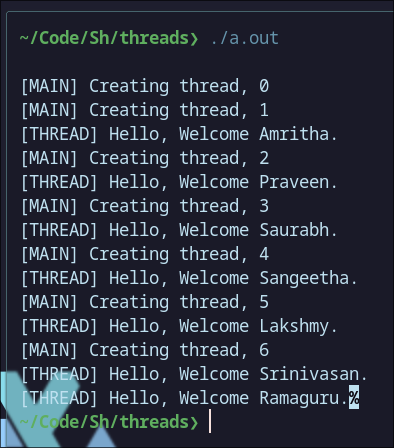 ~/Code/Sh/threads❯ ./a.out
[MAIN] Creating thread, 0
[MAIN] Creating thread, 1
[THREAD] Hello, Welcome Amritha.
[MAIN] Creating thread, 2
[THREAD] Hello, Welcome Praveen.
[MAIN] Creating thread, 3
[THREAD] Hello, Welcome Saurabh.
[MAIN] Creating thread, 4
[THREAD] Hello, Welcome Sangeetha.
[MAIN] Creating thread, 5
[THREAD] Hello, Welcome Lakshmy.
[MAIN] Creating thread, 6
[THREAD] Hello, Welcome Srinivasan.
[THREAD] Hello, Welcome Ramaguru.%
~/Code/Sh/threads❯